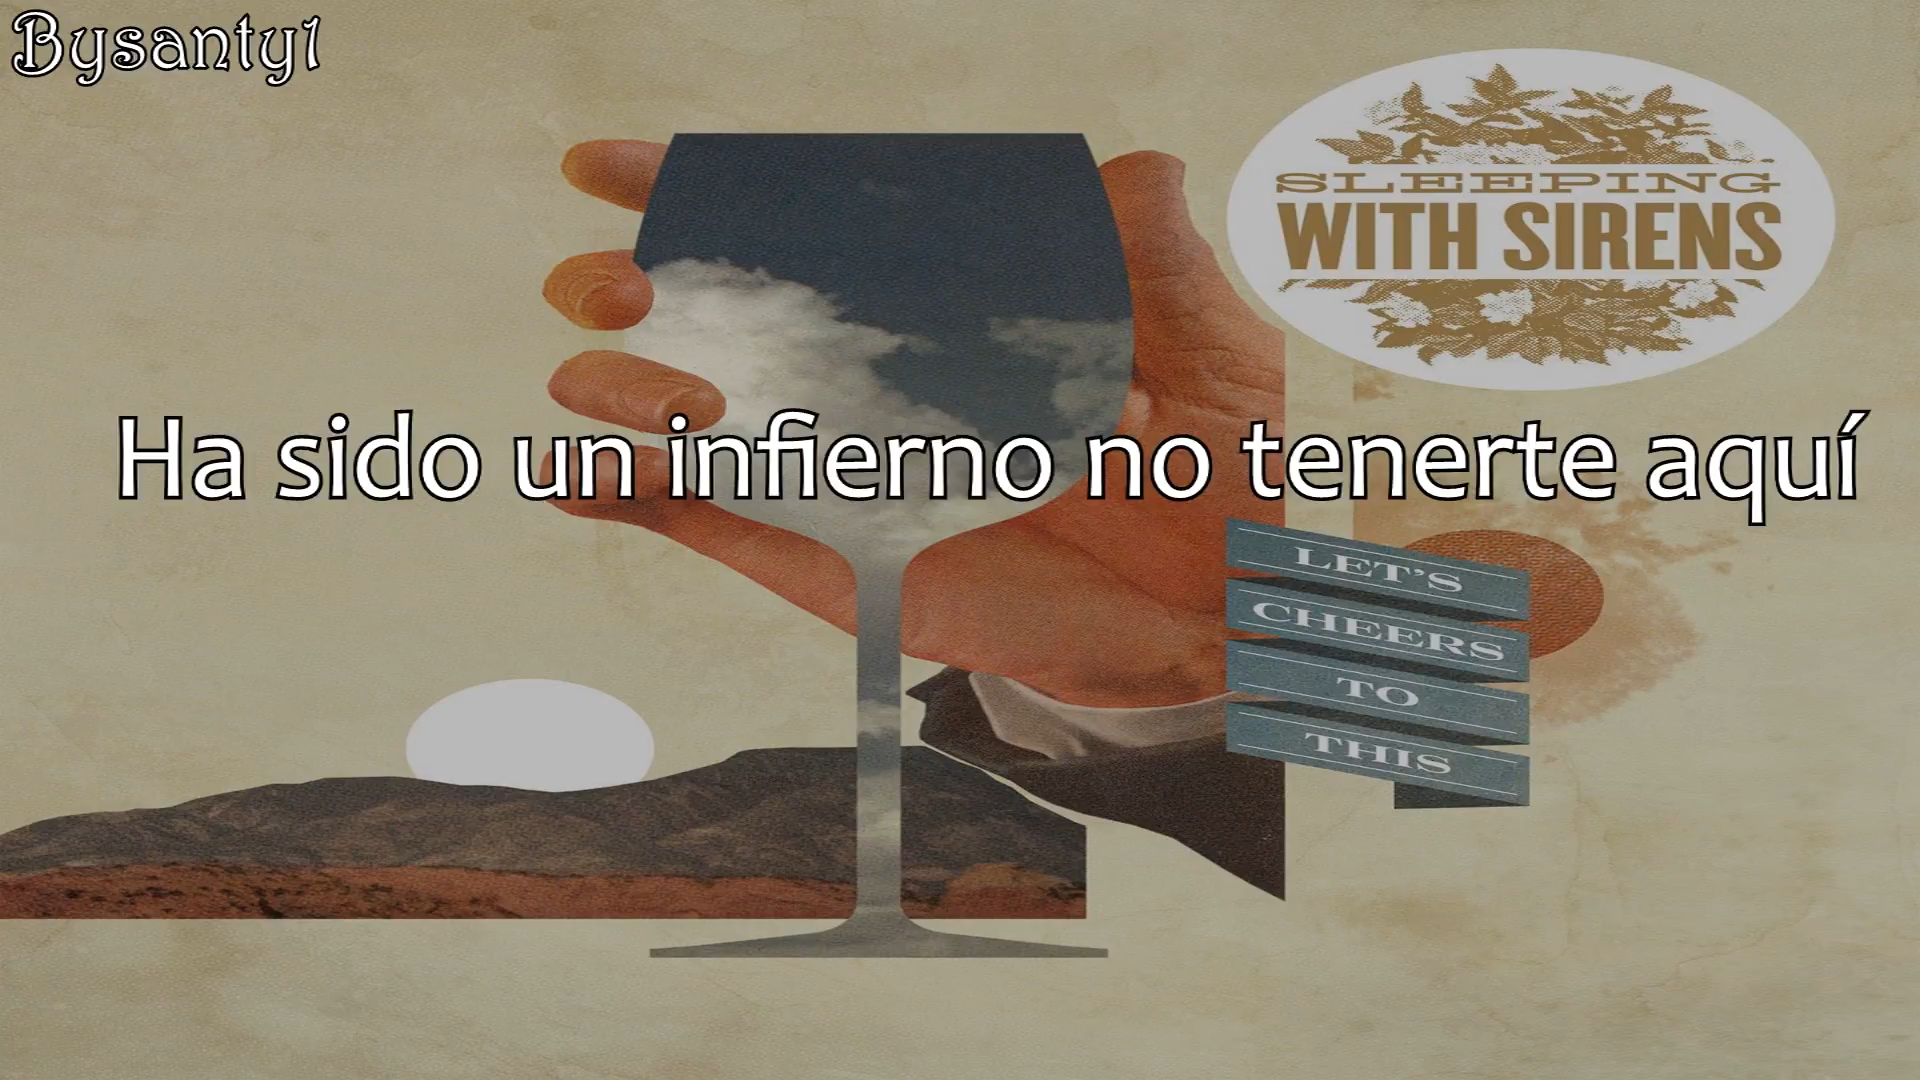 Bysanty1
SLEEPING
WITH SIRENS
Ha sido un infierno no tenerte aquí
LET'S
CHEERS
TO
THIS